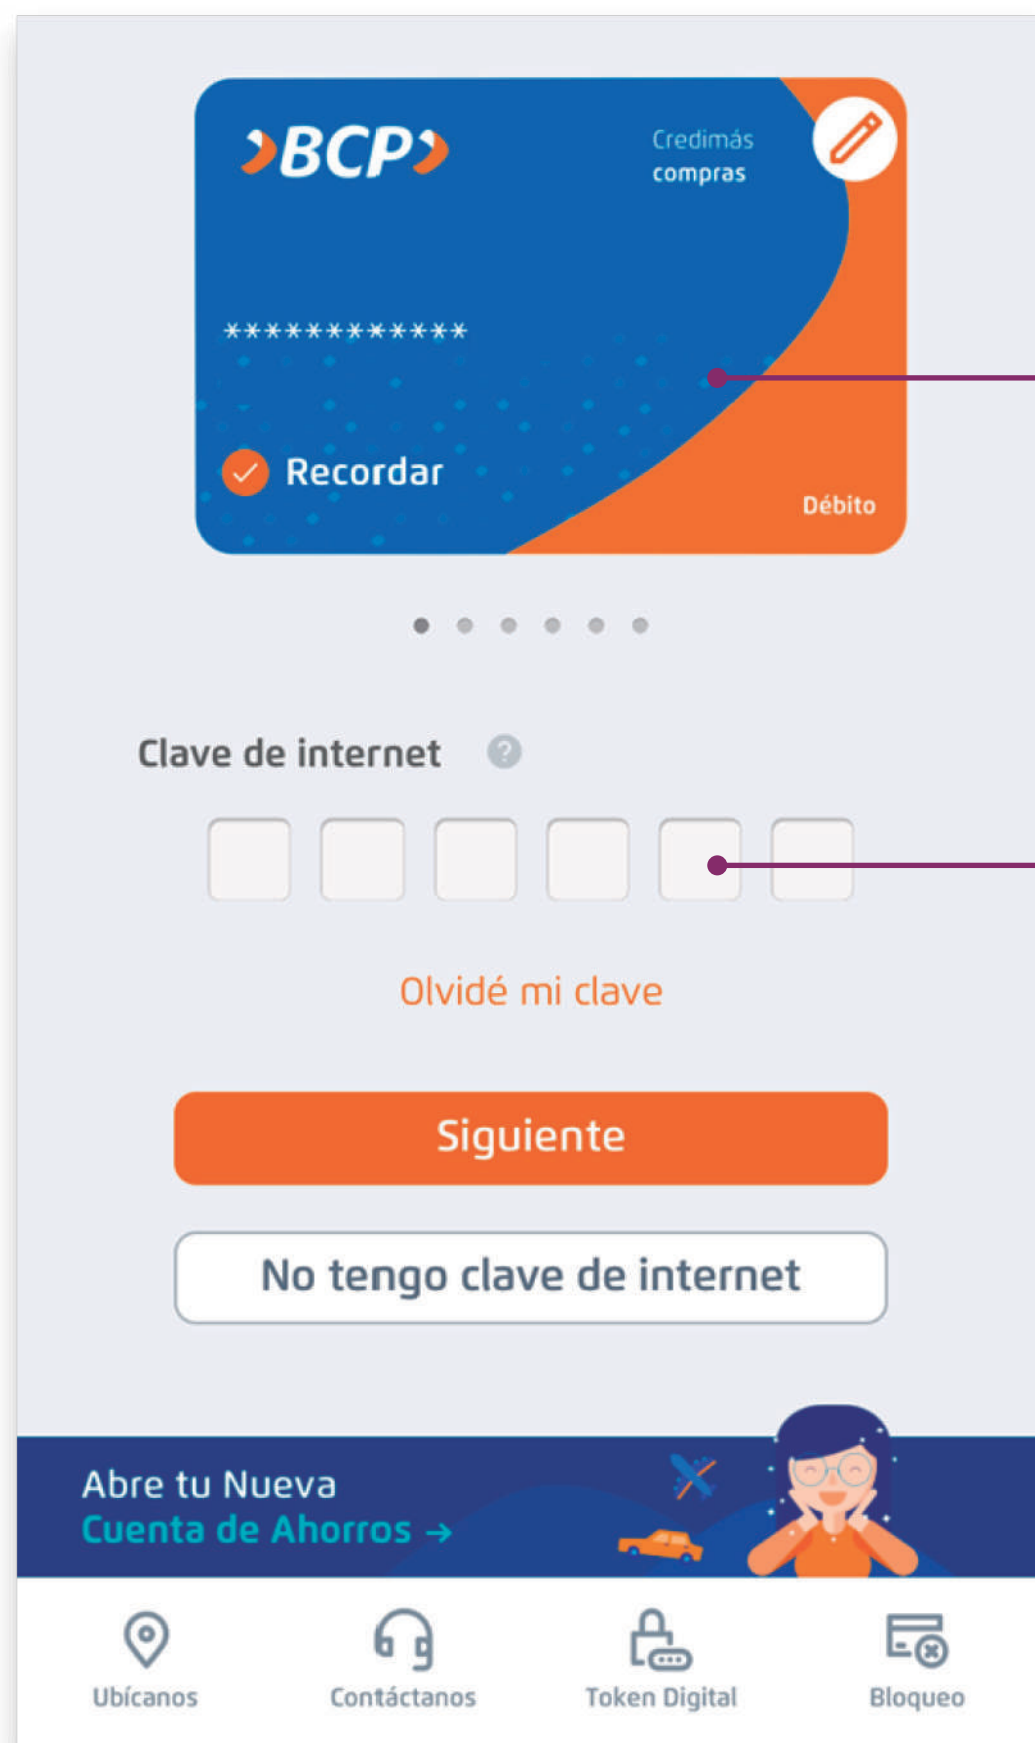 BCP
Credimás
compras
************
Recordar
Débito
Clave de internet ?
Olvidé mi clave
Siguiente
No tengo clave de internet
Abre tu Nueva
Cuenta de Ahorros →
Ubícanos
Contáctanos
Token Digital
Bloqueo